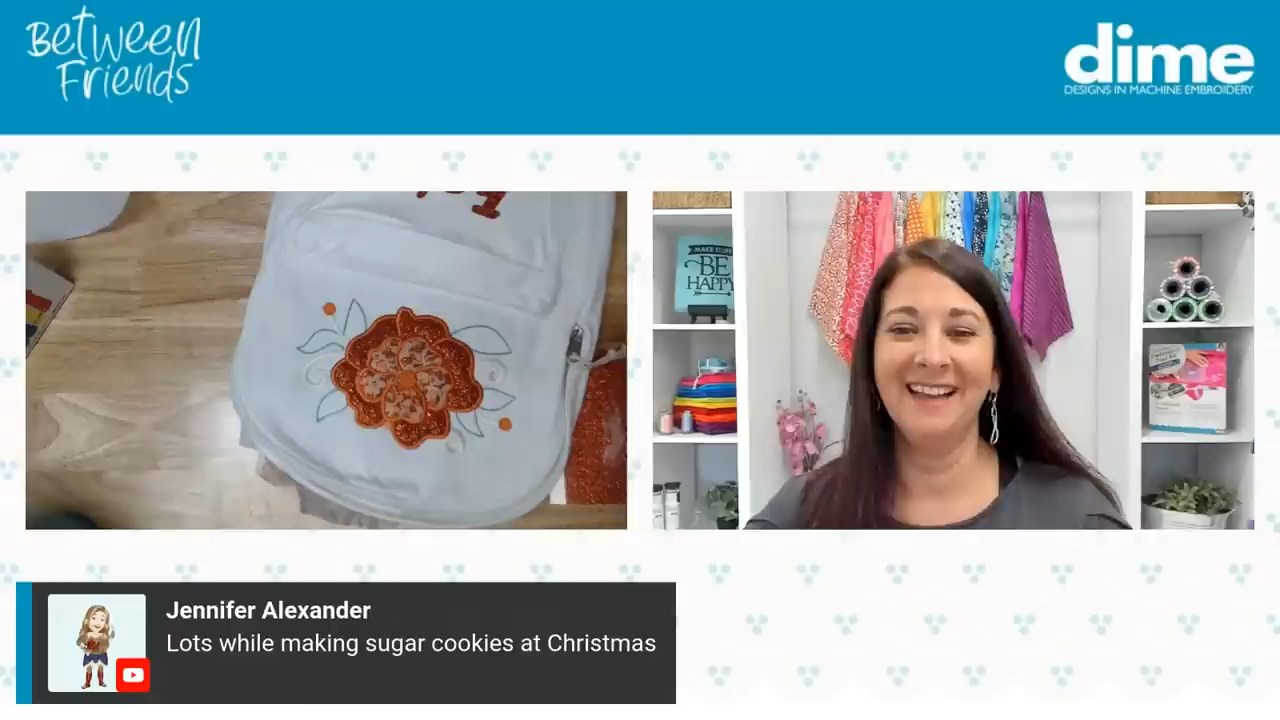 Between
Friends
dime
DESIGNS IN MACHINE EMBROIDERY
MAKE STUFF
BE
HAPPY
Jennifer Alexander
Lots while making sugar cookies at Christmas